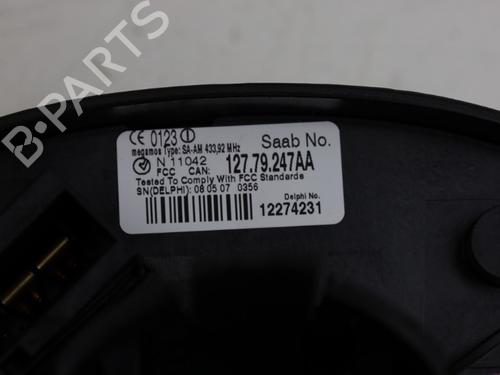 CE 0123
Saab No.
megamos Type: SA-AM 433,92 MHz
N 11042
FCC CAN:
127.79.247AA
Tested To Comply With FCC Standards
SN(DELPHI): 08 05 07 0356
Delphi No.
12274231
B-PARTS